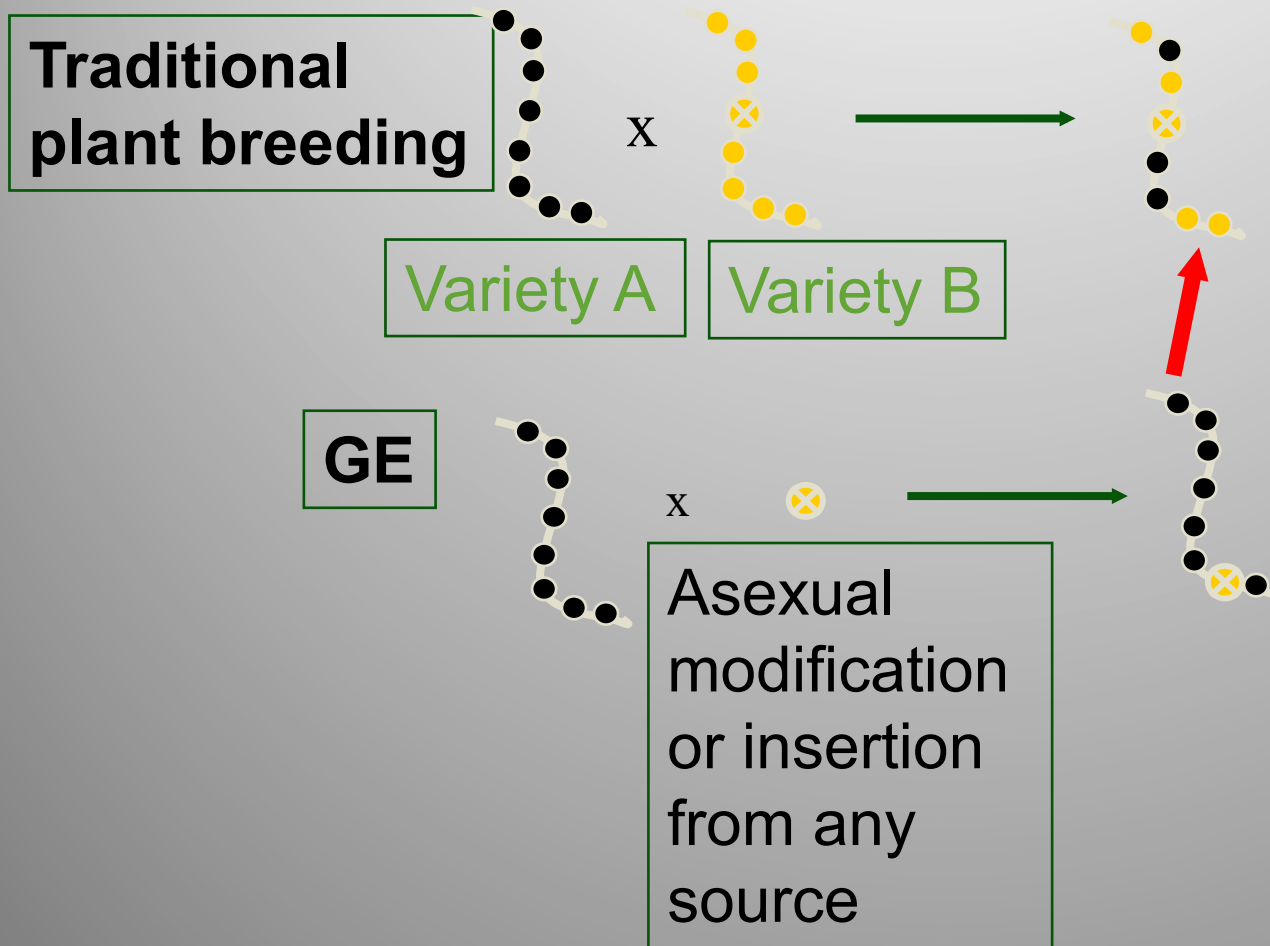 Traditional
plant breeding
x
Variety A
Variety B
GE
x
Asexual
modification
or insertion
from any
source